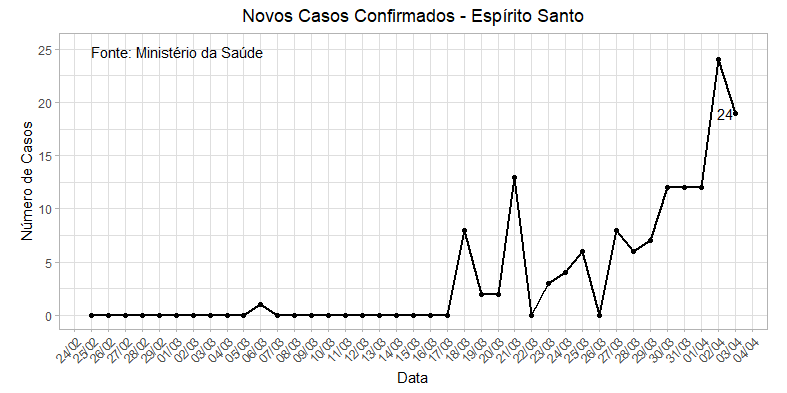 Novos Casos Confirmados - Espírito Santo
Fonte: Ministério da Saúde
25
20
15
10
5
0
24
Número de Casos
24/02 25/02 26/02 27/02 28/02 29/02 01/03 02/03 03/03 04/03 05/03 06/03 07/03 08/03 09/03 10/03 11/03 12/03 13/03 14/03 15/03 16/03 17/03 18/03 19/03 20/03 21/03 22/03 23/03 24/03 25/03 26/03 27/03 28/03 29/03 30/03 31/03 01/04 02/04 03/04 04/04
Data